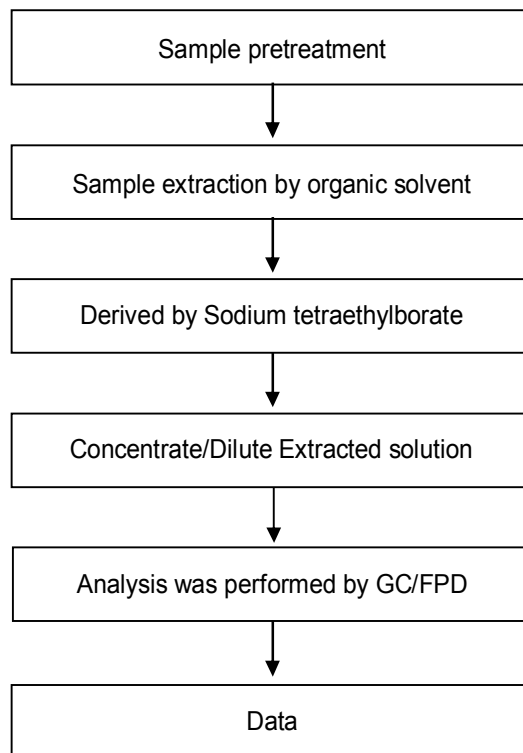 Sample pretreatment
Sample extraction by organic solvent
Derived by Sodium tetraethylborate
Concentrate/Dilute Extracted solution
Analysis was performed by GC/FPD
Data